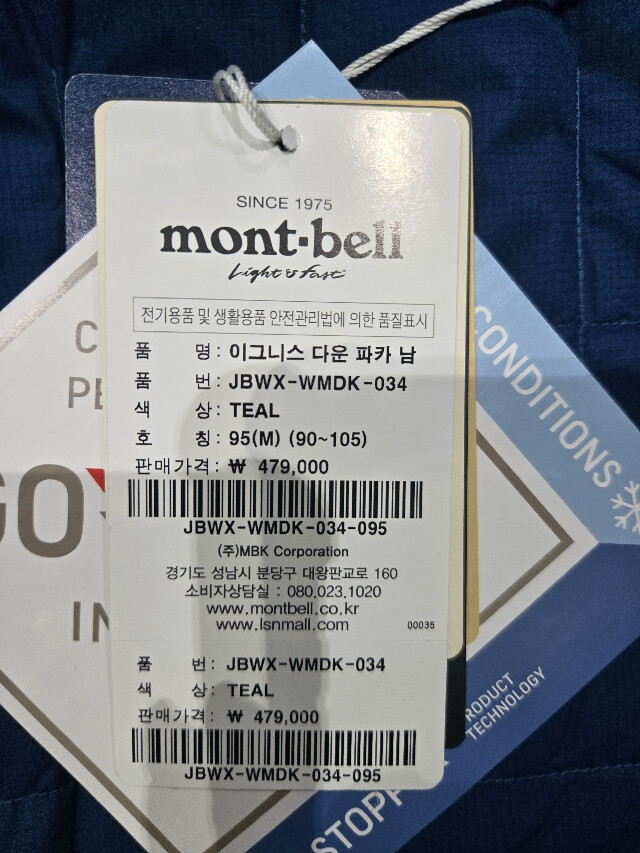 SINCE 1975
mont-bell
Light & Fast
전기용품 및 생활용품 안전관리법에 의한 품질표시
품 명 : 이그니스 다운 파카 남
품 번 : JBWX-WMDK-034
색 상 : TEAL
호 칭 : 95(M) (90~105)
판매가격 : ₩ 479,000
JBWX-WMDK-034-095
(주)MBK Corporation
경기도 성남시 분당구 대왕판교로 160
소비자상담실 : 080.023.1020
www.montbell.co.kr
www.lsnmall.com 00035
품 번 : JBWX-WMDK-034
색 상 : TEAL
판매가격 : ₩ 479,000
JBWX-WMDK-034-095
CONDITIONS
PRODUCT
TECHNOLOGY